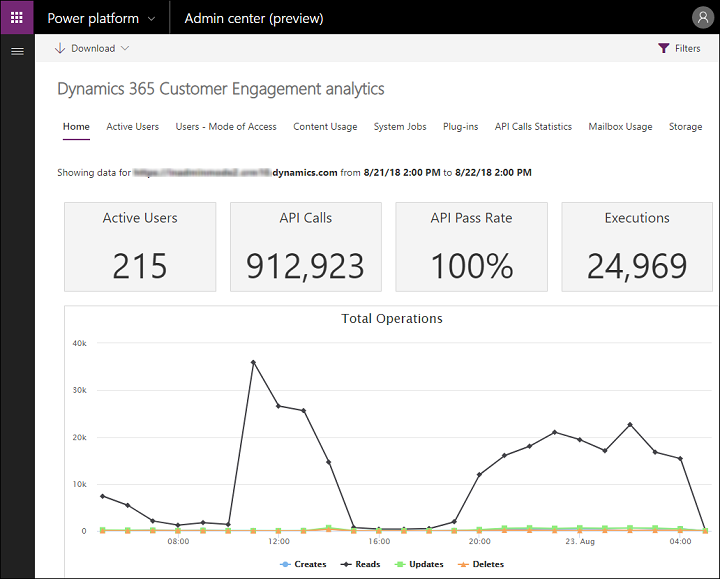 Power platform Admin center (preview)
Download Filters
Dynamics 365 Customer Engagement analytics
Home Active Users Users - Mode of Access Content Usage System Jobs Plug-ins API Calls Statistics Mailbox Usage Storage
Showing data for dynamics.com from 8/21/18 2:00 PM to 8/22/18 2:00 PM
Active Users API Calls API Pass Rate Executions
215 912,923 100% 24,969
Total Operations
40k
30k
20k
10k
0
08:00 12:00 16:00 20:00 23. Aug 04:00
Creates Reads Updates Deletes